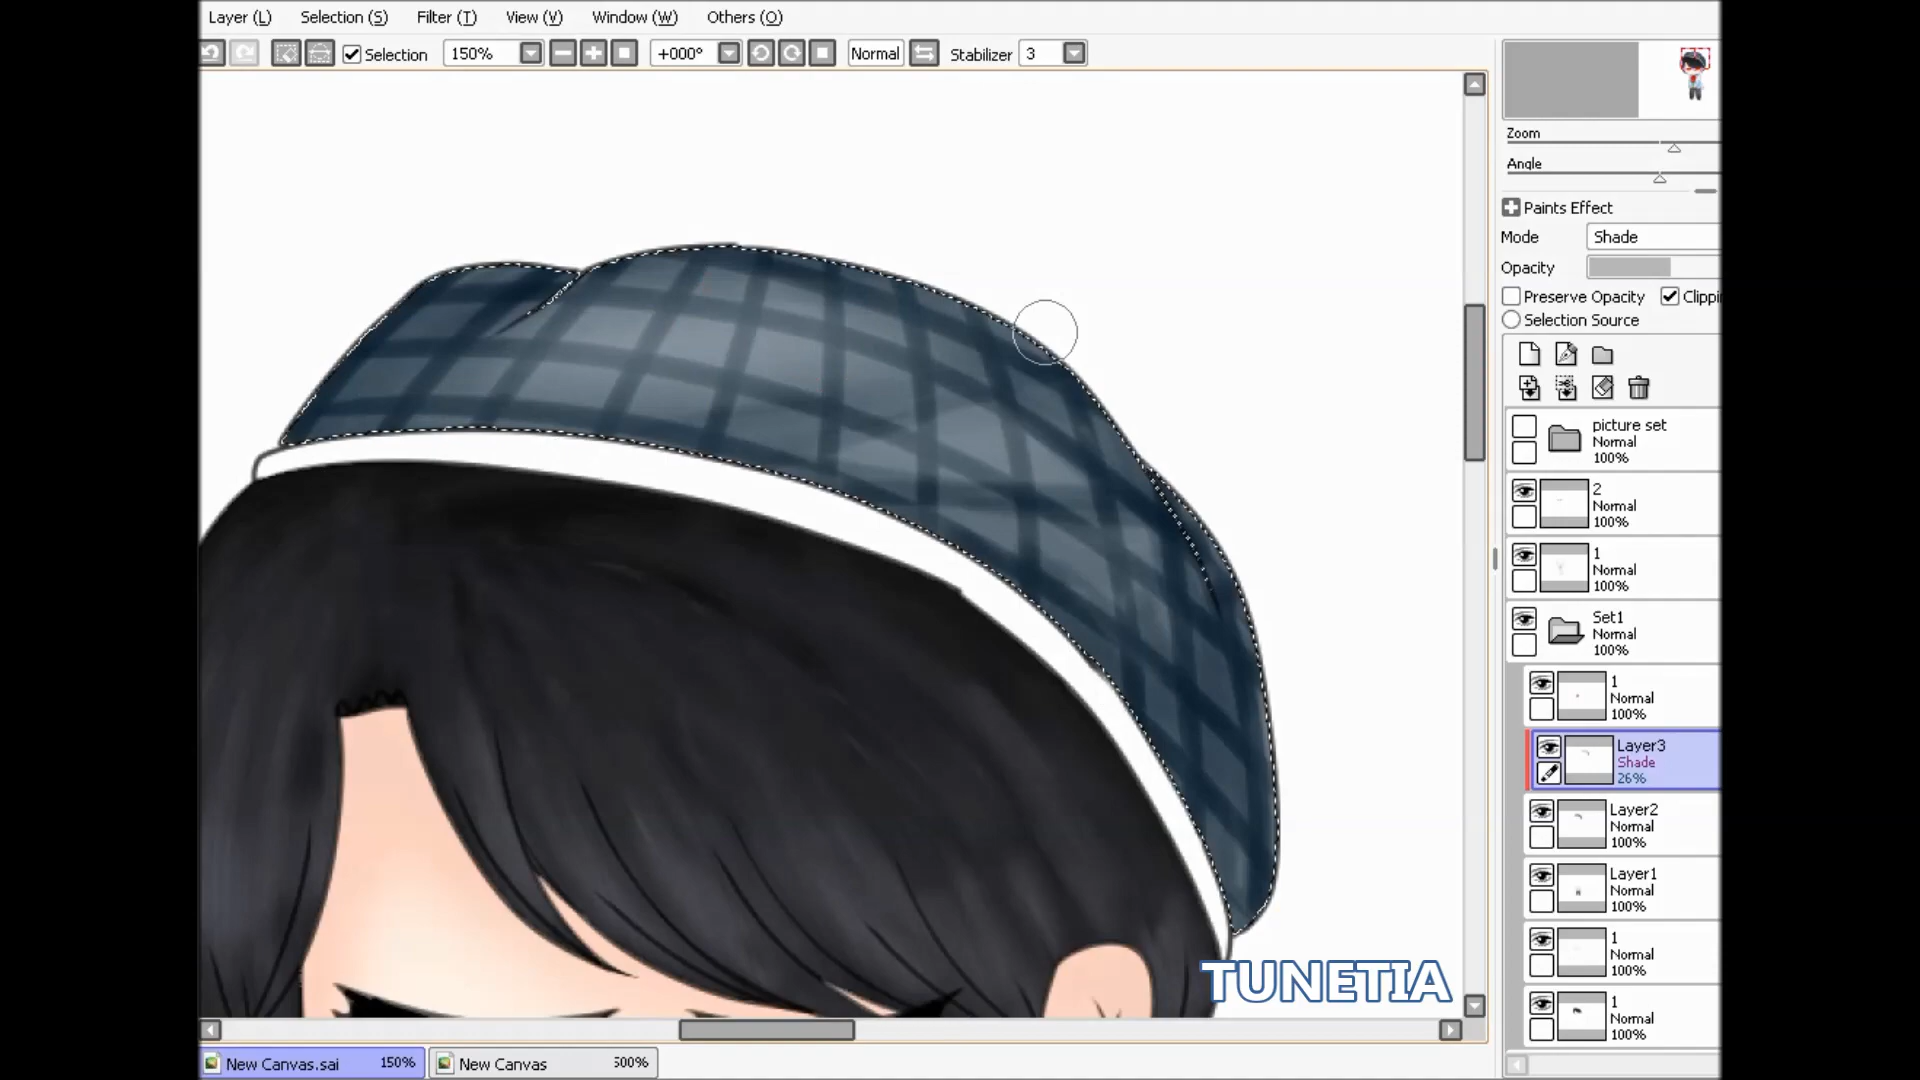 Layer (L) Selection (S) Filter (T) View (V) Window (W) Others (O)
Selection 150% +000° Normal Stabilizer 3
Zoom
Angle
Paints Effect
Mode Shade
Opacity
Preserve Opacity Clippi
Selection Source
picture set
Normal
100%
2
Normal
100%
1
Normal
100%
Set1
Normal
100%
1
Normal
100%
Layer3
Shade
26%
Layer2
Normal
100%
Layer1
Normal
100%
1
Normal
100%
1
Normal
100%
TUNETIA
New Canvas.sai 150% New Canvas 500%